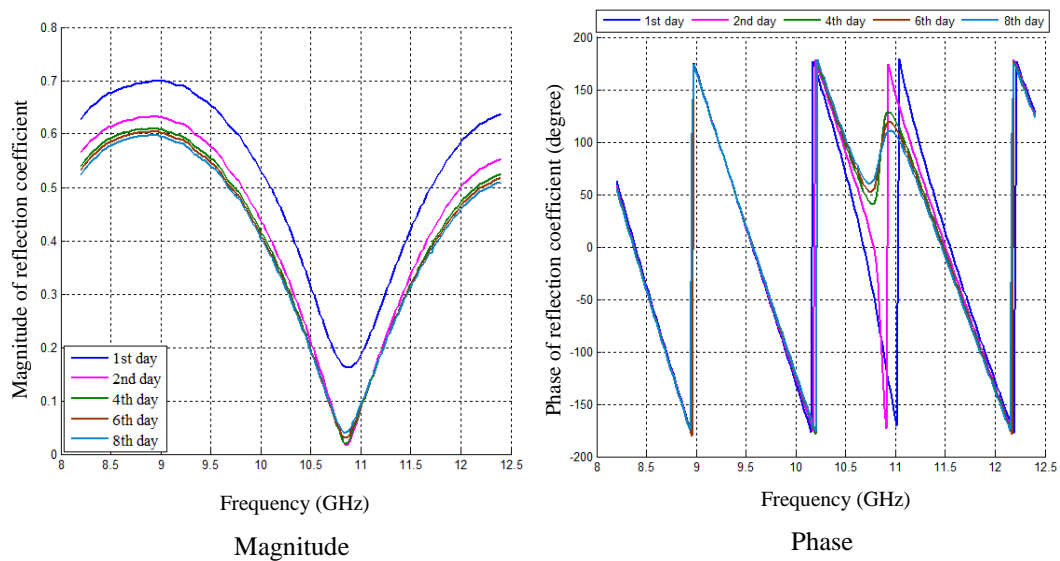 1st day 2nd day 4th day 6th day 8th day
0.8
0.7
0.6
0.5
0.4
0.3
0.2
0.1
0
Magnitude of reflection coefficient
1st day
2nd day
4th day
6th day
8th day
8 8.5 9 9.5 10 10.5 11 11.5 12 12.5
Frequency (GHz)
Magnitude
200
150
100
50
0
-50
-100
-150
-200
Phase of reflection coefficient (degree)
8 8.5 9 9.5 10 10.5 11 11.5 12 12.5
Frequency (GHz)
Phase